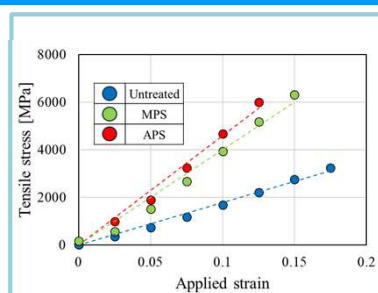 8000
6000
4000
2000
0
Tensile stress [MPa]
Untreated
MPS
APS
0 0.05 0.1 0.15 0.2
Applied strain